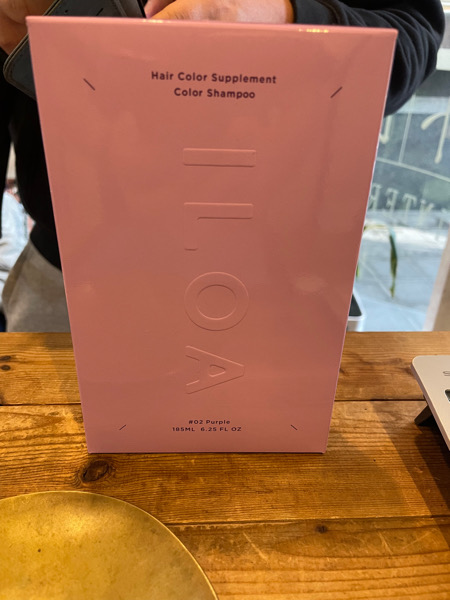 Hair Color Supplement
Color Shampoo
#02 Purple
185ML 6.25 FL OZ